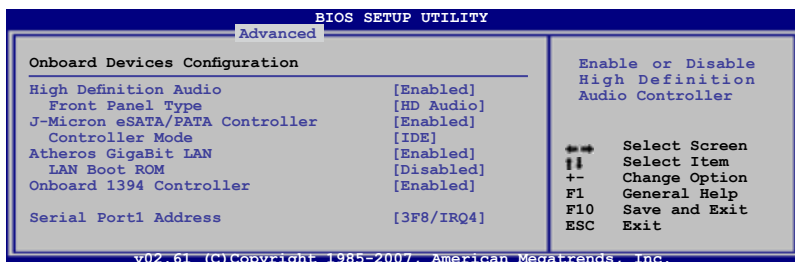 BIOS SETUP UTILITY
Advanced
Onboard Devices Configuration
High Definition Audio [Enabled]
Front Panel Type [HD Audio]
J-Micron eSATA/PATA Controller [Enabled]
Controller Mode [IDE]
Atheros GigaBit LAN [Enabled]
LAN Boot ROM [Disabled]
Onboard 1394 Controller [Enabled]
Serial Port1 Address [3F8/IRQ4]
Enable or Disable
High Definition
Audio Controller
Select Screen
Select Item
+- Change Option
F1 General Help
F10 Save and Exit
ESC Exit
v02.61 (C)Copyright 1985-2007, American Megatrends, Inc.